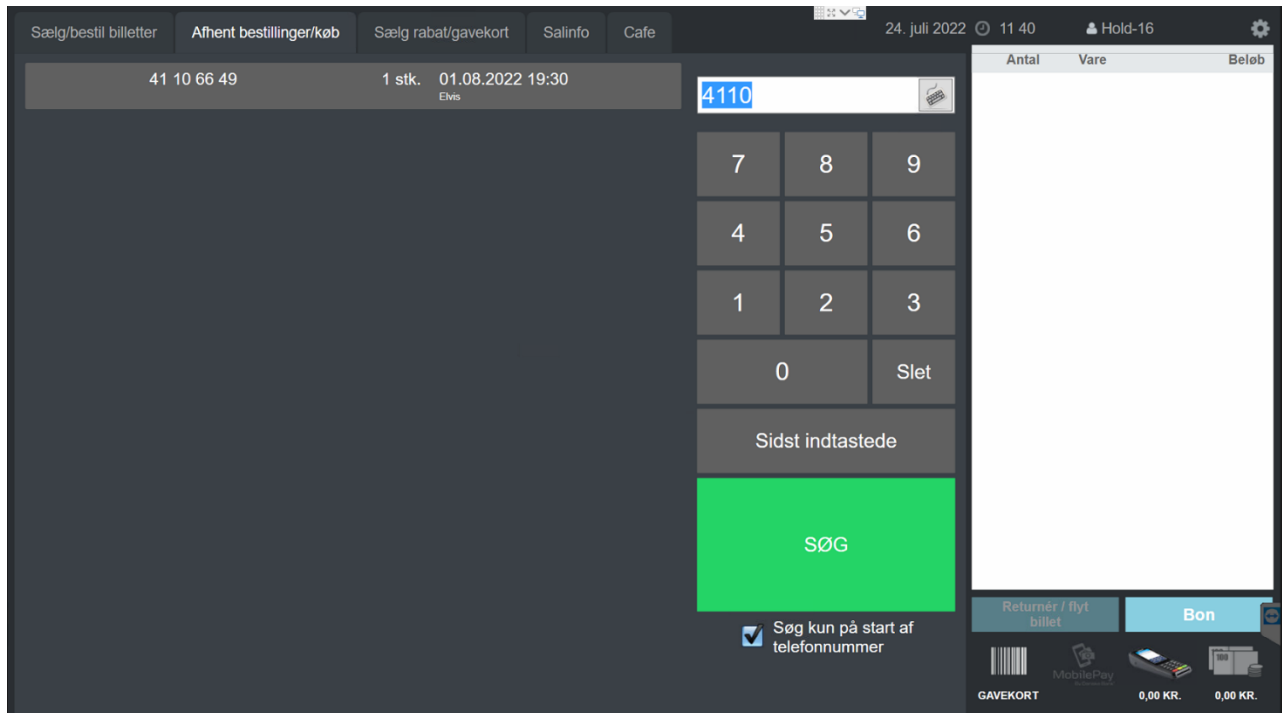 Sælg/bestil billetter
Afhent bestillinger/køb
Sælg rabat/gavekort
Salinfo
Cafe
24. juli 2022
11 40
Hold-16
41 10 66 49
1 stk.
01.08.2022 19:30
Elvis
4110
7
8
9
4
5
6
1
2
3
0
Slet
Sidst indtastede
SØG
Søg kun på start af
telefonnummer
Antal
Vare
Beløb
Returnér / flyt
billet
Bon
GAVEKORT
MobilePay
100
0,00 KR.
0,00 KR.